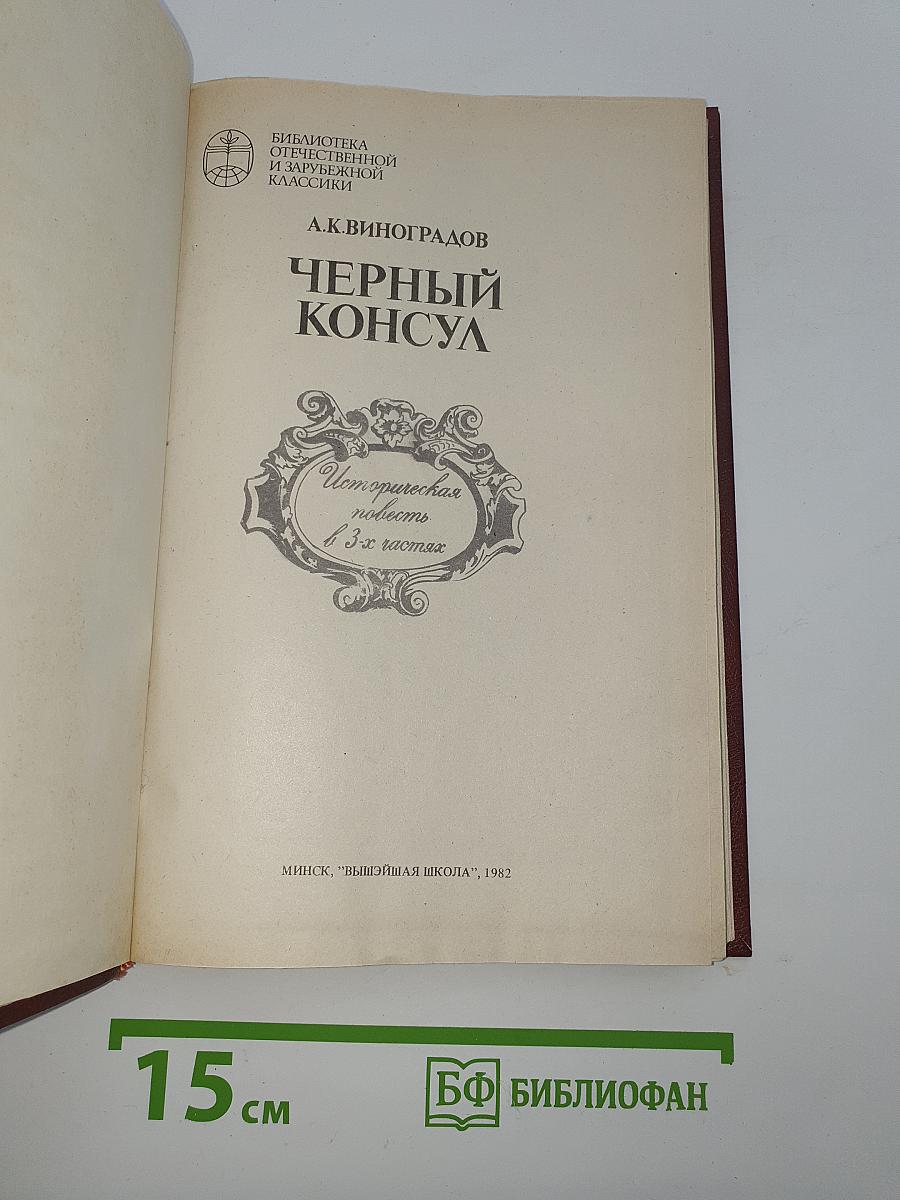 БИБЛИОТЕКА
ОТЕЧЕСТВЕННОЙ
И ЗАРУБЕЖНОЙ
КЛАССИКИ
А.К.ВИНОГРАДОВ
ЧЕРНЫЙ
КОНСУЛ
Историческая
повесть
в 3-х частях
МИНСК, "ВЫШЭЙШАЯ ШКОЛА", 1982
15 см
БФ БИБЛИОФАН